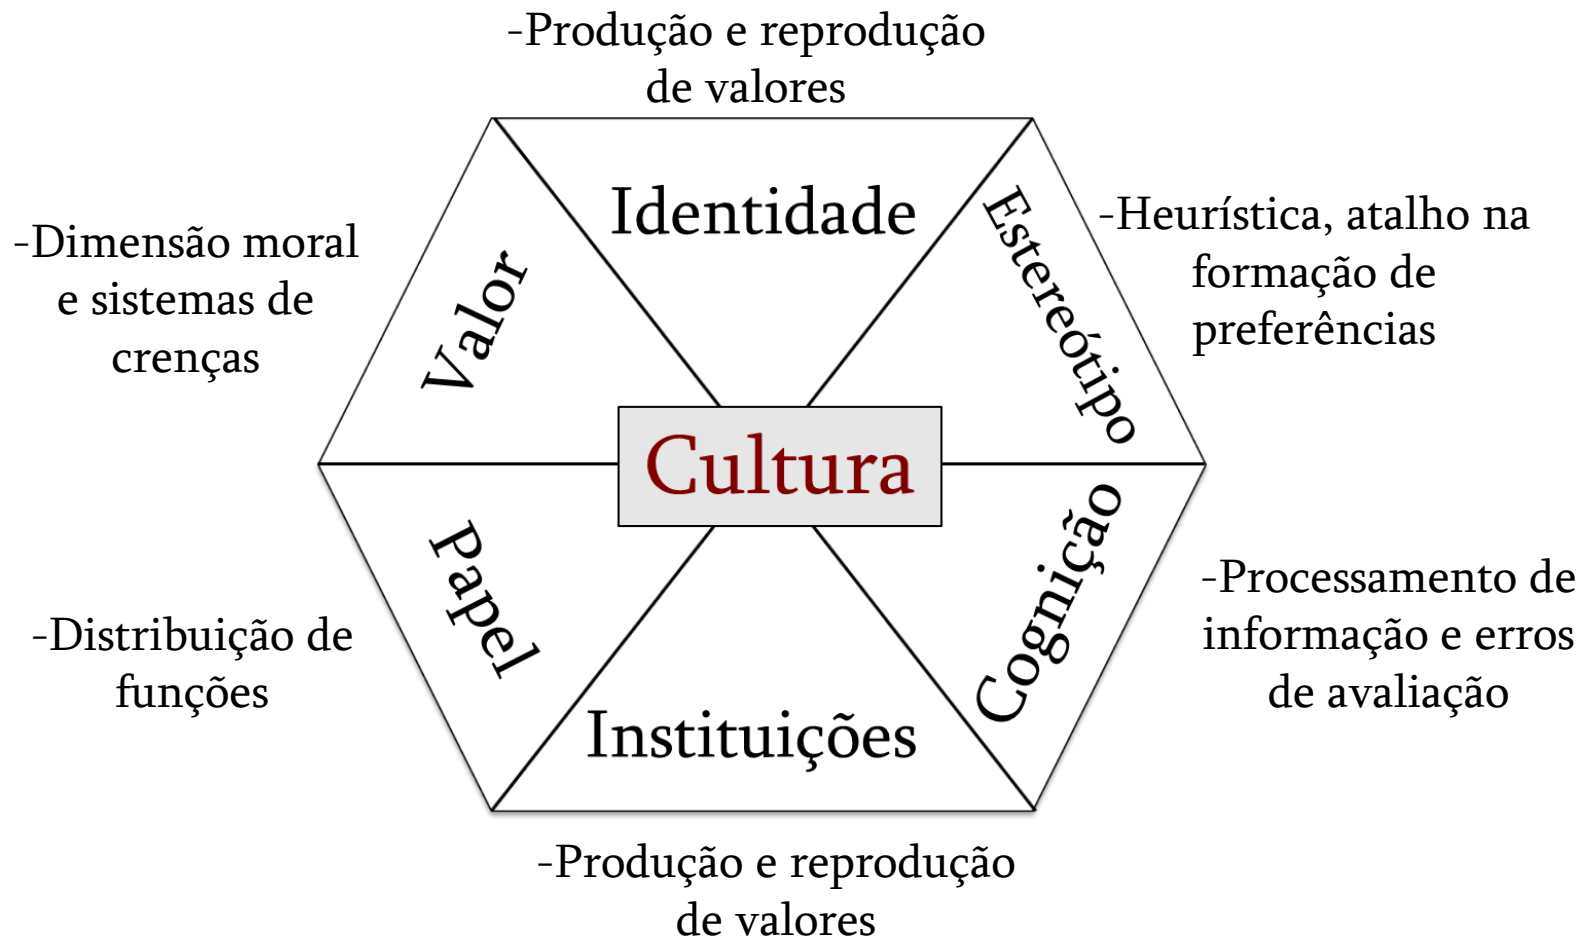 -Produção e reprodução
de valores
Identidade
Estereótipo
-Heurística, atalho na
formação de
preferências
-Dimensão moral
e sistemas de
crenças
Valor
Cultura
Papel
Cognição
-Processamento de
informação e erros
de avaliação
-Distribuição de
funções
Instituições
-Produção e reprodução
de valores